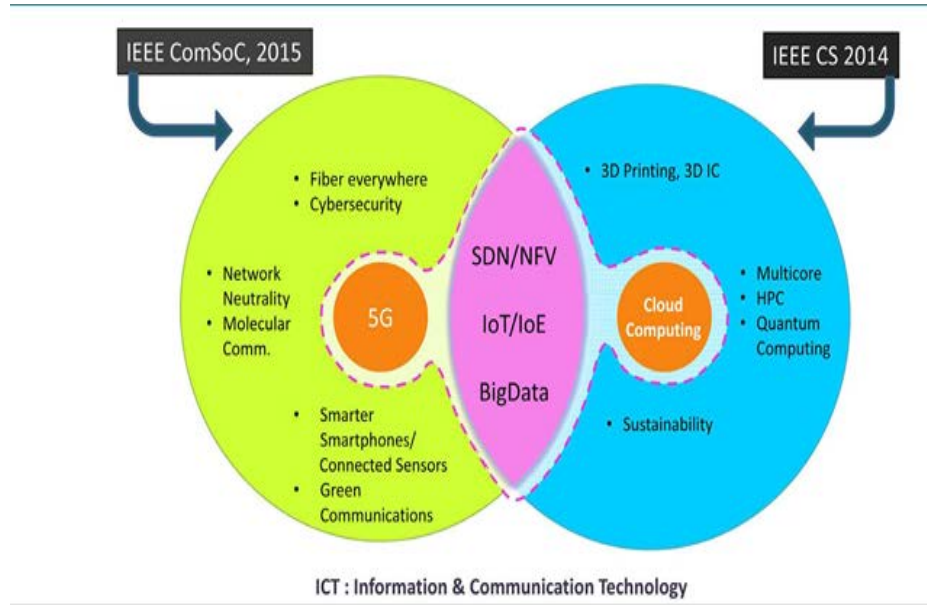 IEEE ComSoC, 2015
IEEE CS 2014
• Fiber everywhere
• Cybersecurity
• Network
Neutrality
• Molecular
Comm.
5G
• Smarter
Smartphones/
Connected Sensors
• Green
Communications
SDN/NFV
IoT/IoE
BigData
• 3D Printing, 3D IC
Cloud
Computing
• Multicore
• HPC
• Quantum
Computing
• Sustainability
ICT : Information & Communication Technology